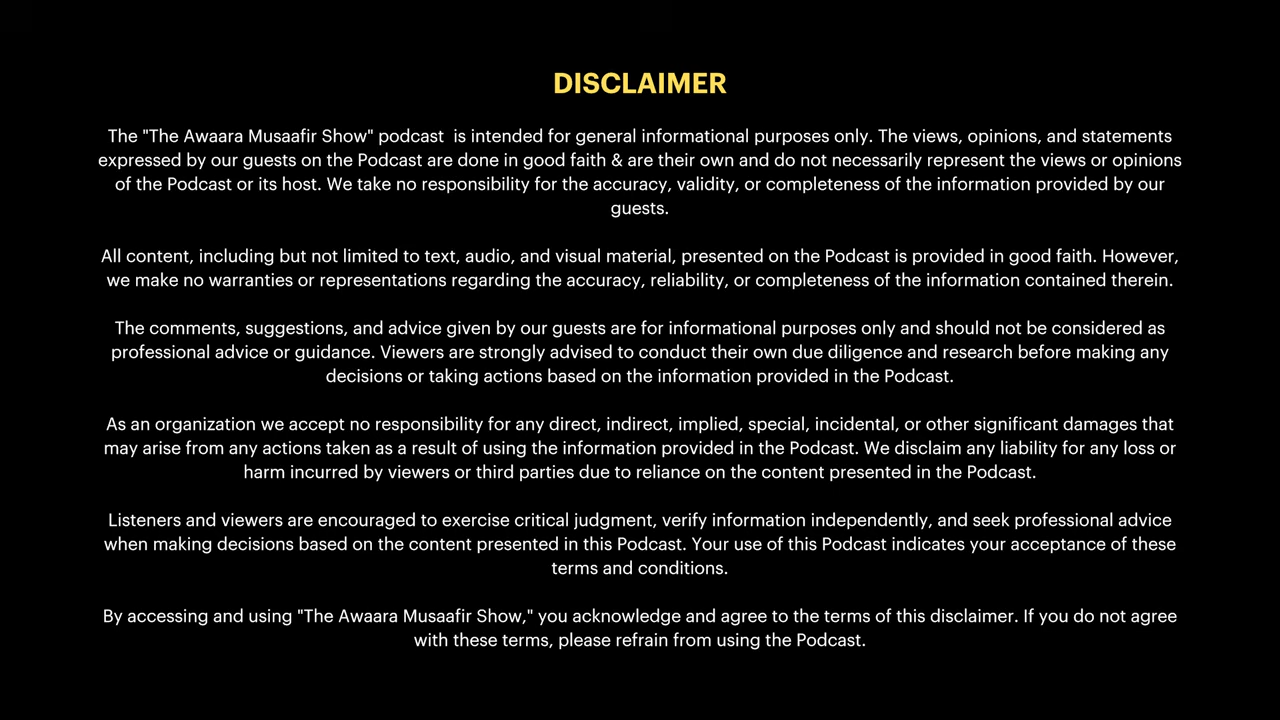 DISCLAIMER
The "The Awaara Musaafir Show" podcast  is intended for general informational purposes only. The views, opinions, and statements
expressed by our guests on the Podcast are done in good faith & are their own and do not necessarily represent the views or opinions
of the Podcast or its host. We take no responsibility for the accuracy, validity, or completeness of the information provided by our
guests.
All content, including but not limited to text, audio, and visual material, presented on the Podcast is provided in good faith. However,
we make no warranties or representations regarding the accuracy, reliability, or completeness of the information contained therein.
The comments, suggestions, and advice given by our guests are for informational purposes only and should not be considered as
professional advice or guidance. Viewers are strongly advised to conduct their own due diligence and research before making any
decisions or taking actions based on the information provided in the Podcast.
As an organization we accept no responsibility for any direct, indirect, implied, special, incidental, or other significant damages that
may arise from any actions taken as a result of using the information provided in the Podcast. We disclaim any liability for any loss or
harm incurred by viewers or third parties due to reliance on the content presented in the Podcast.
Listeners and viewers are encouraged to exercise critical judgment, verify information independently, and seek professional advice
when making decisions based on the content presented in this Podcast. Your use of this Podcast indicates your acceptance of these
terms and conditions.
By accessing and using "The Awaara Musaafir Show," you acknowledge and agree to the terms of this disclaimer. If you do not agree
with these terms, please refrain from using the Podcast.